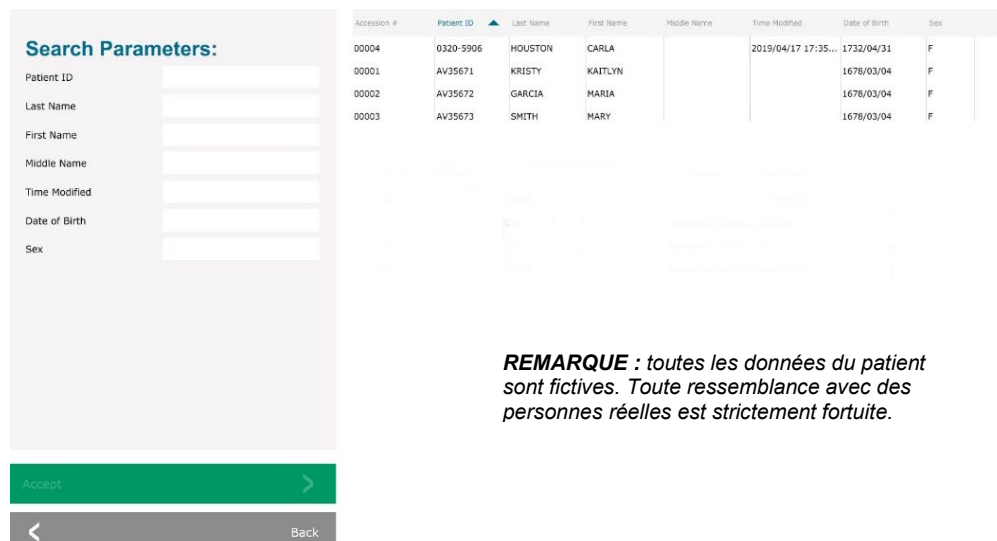 Search Parameters:
Patient ID
Last Name
First Name
Middle Name
Time Modified
Date of Birth
Sex
Accept
Back
Accession # Patient ID Last Name First Name Middle Name Time Modified Date of Birth Sex
00004 0320-5906 HOUSTON CARLA 2019/04/17 17:35... 1732/04/31 F
00001 AV35671 KRISTY KAITLYN 1678/03/04 F
00002 AV35672 GARCIA MARIA 1678/03/04 F
00003 AV35673 SMITH MARY 1678/03/04 F
REMARQUE : toutes les données du patient
sont fictives. Toute ressemblance avec des
personnes réelles est strictement fortuite.